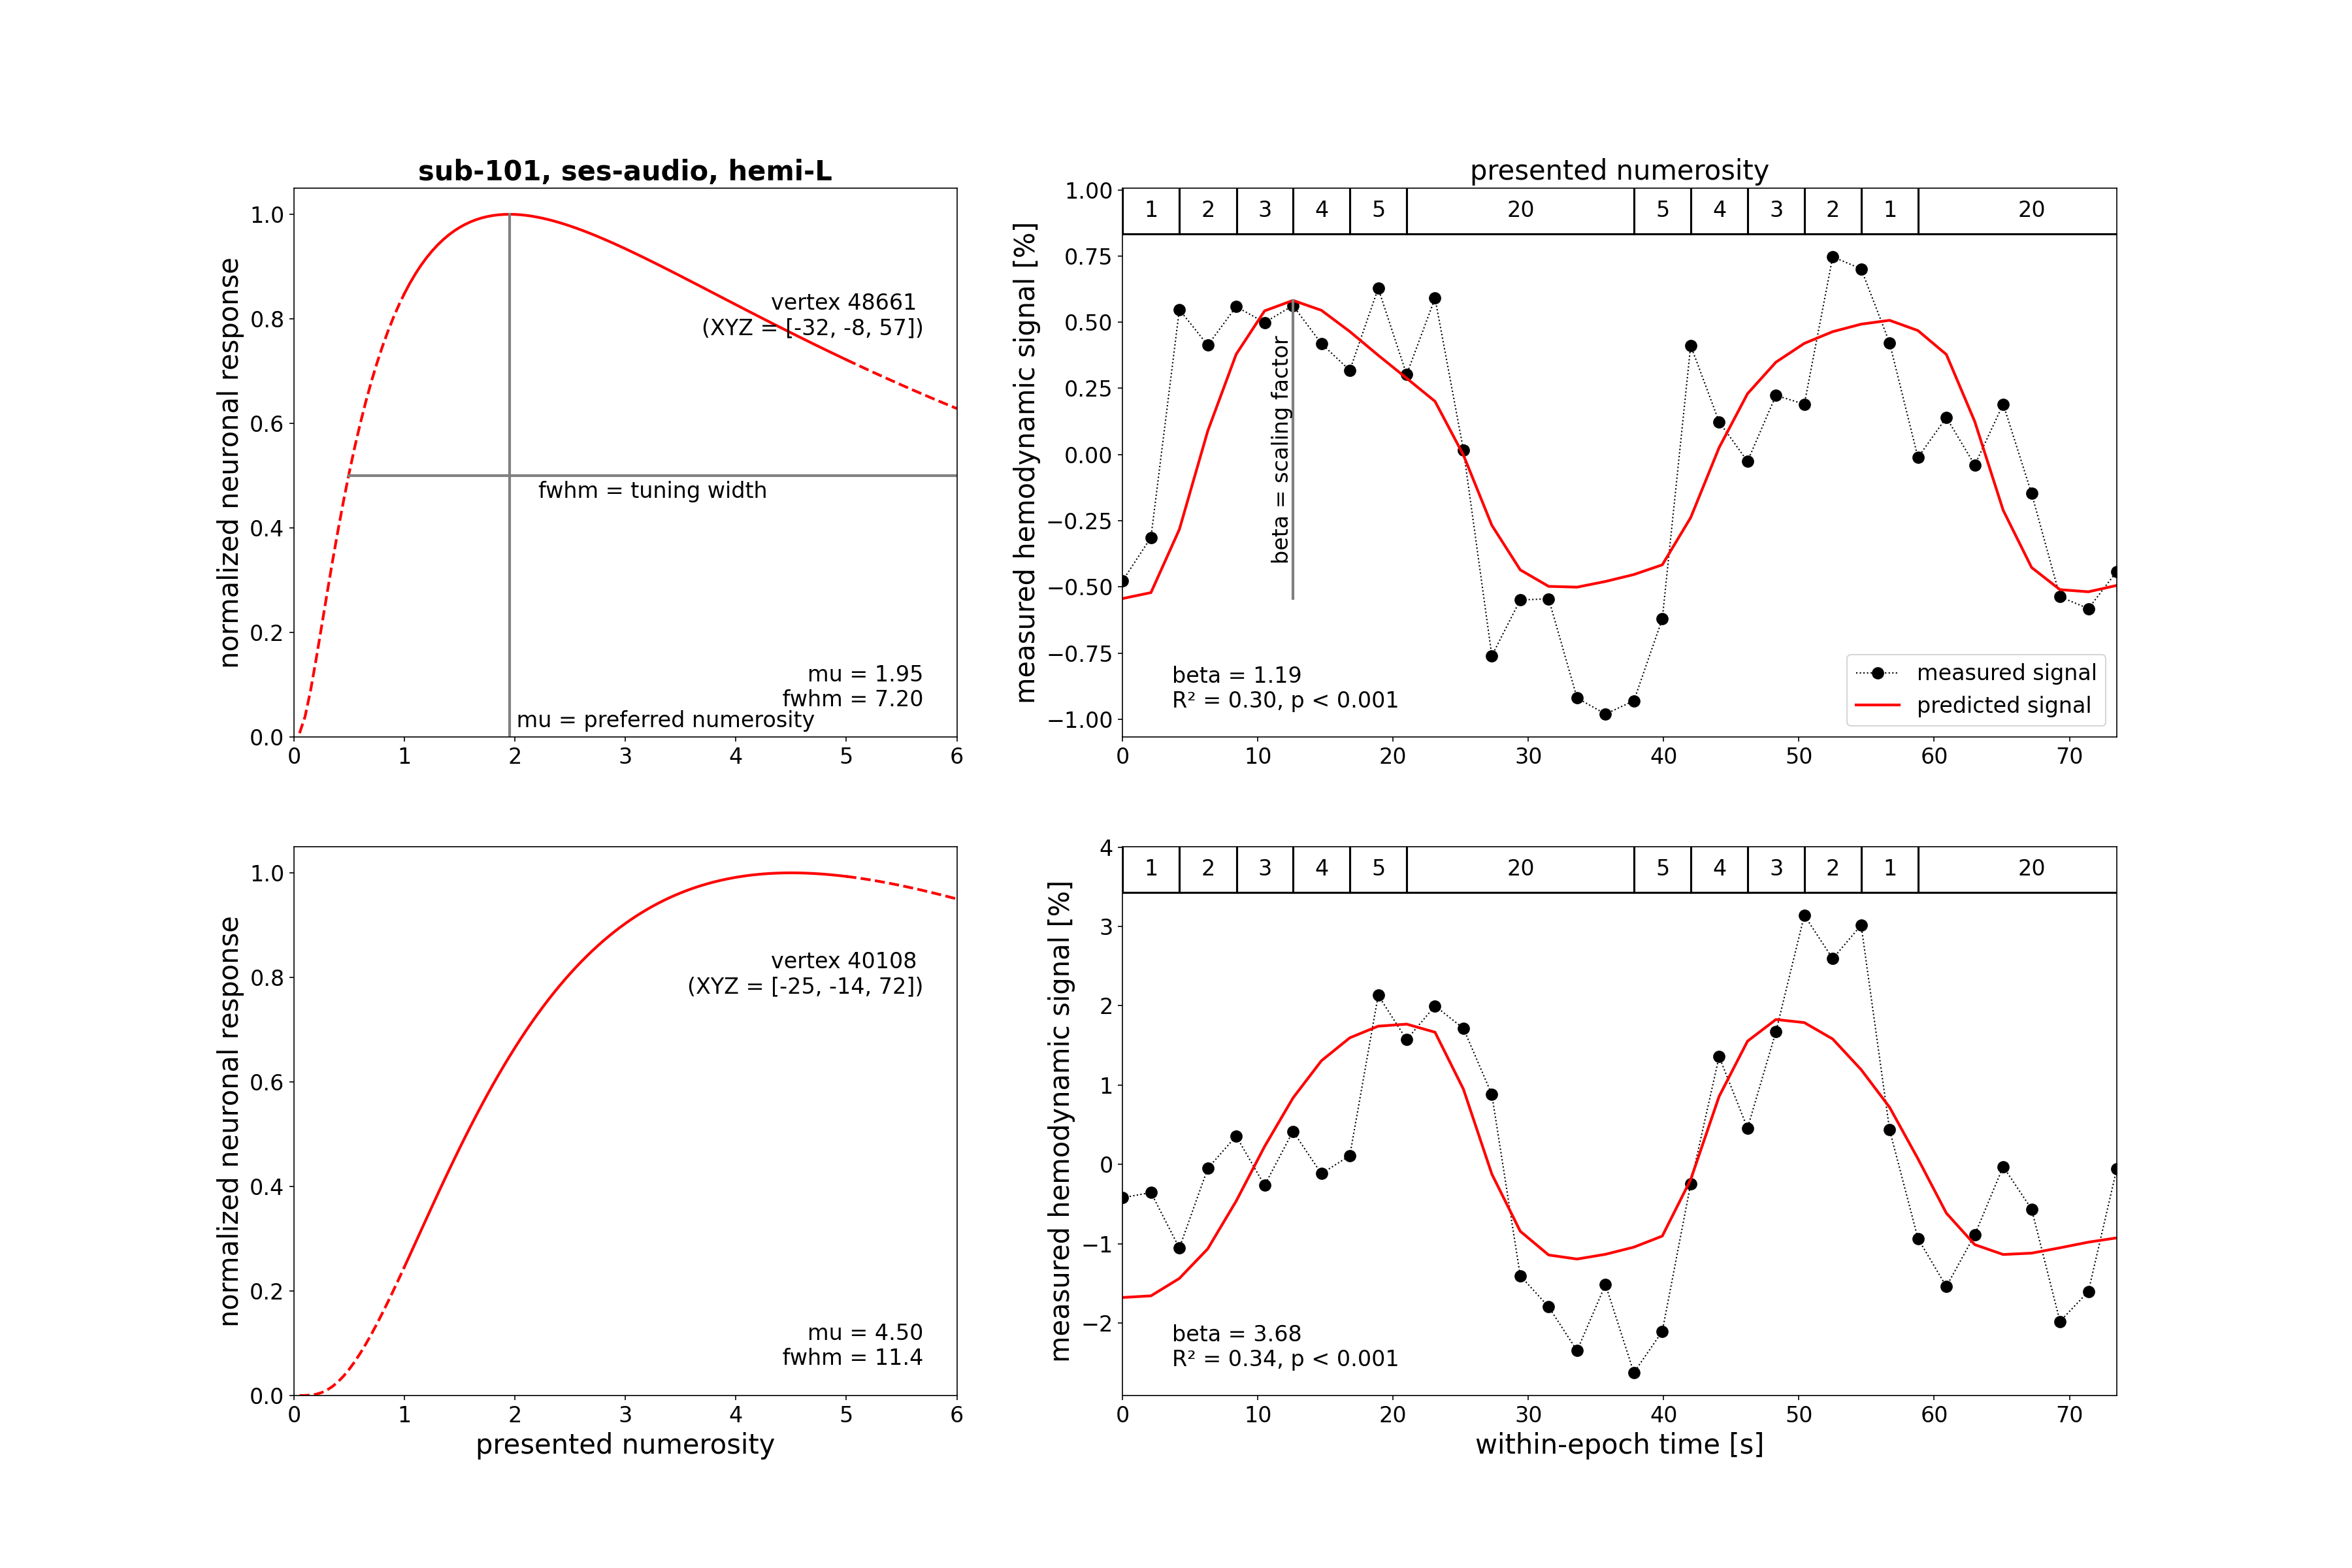 sub-101, ses-audio, hemi-L
normalized neuronal response
1.0
0.8
0.6
0.4
0.2
0.0
vertex 48661
(XYZ = [-32, -8, 57])
fwhm = tuning width
mu = 1.95
fwhm = 7.20
mu = preferred numerosity
0 1 2 3 4 5 6
presented numerosity
measured hemodynamic signal [%]
1.00
0.75
0.50
0.25
0.00
−0.25
−0.50
−0.75
−1.00
1 2 3 4 5 20 5 4 3 2 1 20
beta = scaling factor
beta = 1.19
R² = 0.30, p < 0.001
measured signal
predicted signal
0 10 20 30 40 50 60 70
normalized neuronal response
1.0
0.8
0.6
0.4
0.2
0.0
vertex 40108
(XYZ = [-25, -14, 72])
mu = 4.50
fwhm = 11.4
0 1 2 3 4 5 6
presented numerosity
measured hemodynamic signal [%]
4
3
2
1
0
−1
−2
1 2 3 4 5 20 5 4 3 2 1 20
beta = 3.68
R² = 0.34, p < 0.001
0 10 20 30 40 50 60 70
within-epoch time [s]